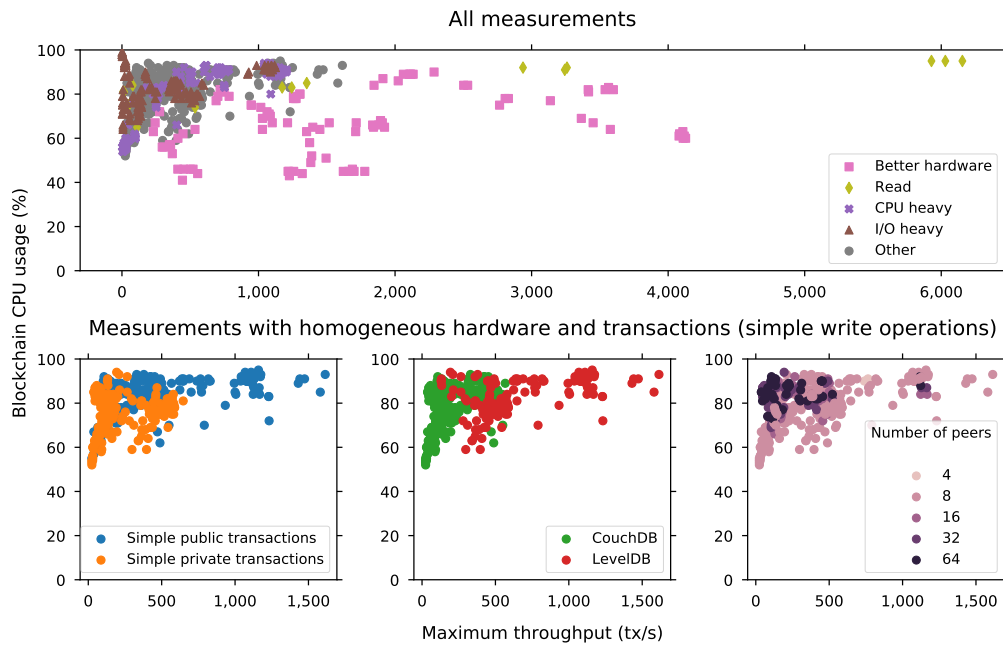 All measurements
100
80
60
40
20
0
0 1,000 2,000 3,000 4,000 5,000 6,000
Better hardware
Read
CPU heavy
I/O heavy
Other
Blockchain CPU usage (%)
Measurements with homogeneous hardware and transactions (simple write operations)
100
80
60
40
20
0
0 500 1,000 1,500
Simple public transactions
Simple private transactions
100
80
60
40
20
0
0 500 1,000 1,500
CouchDB
LevelDB
100
80
60
40
20
0
0 500 1,000 1,500
Number of peers
4
8
16
32
64
Maximum throughput (tx/s)